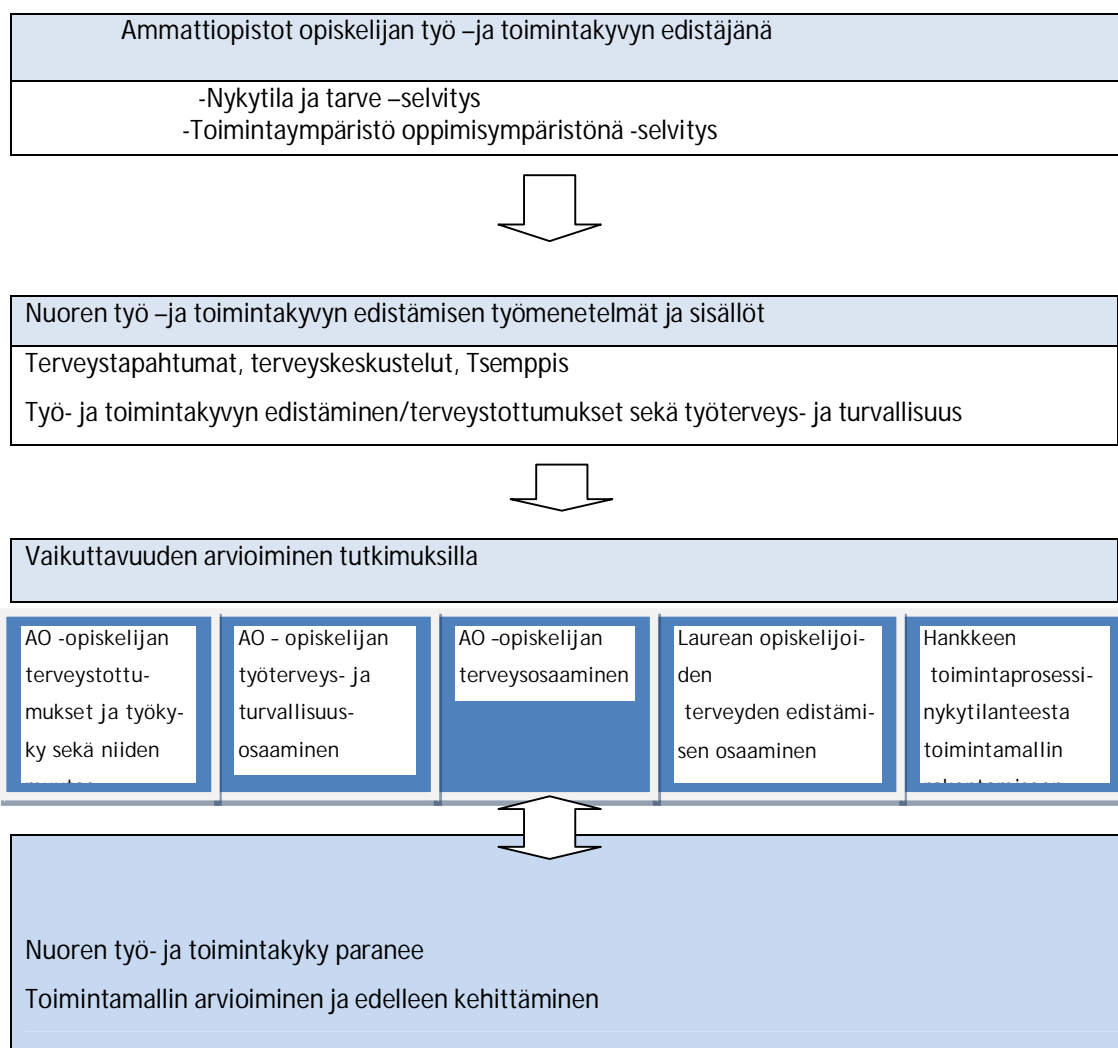 Ammattiopistot opiskelijan työ –ja toimintakyvyn edistäjänä
-Nykytila ja tarve –selvitys
-Toimintaympäristö oppimisympäristönä -selvitys
Nuoren työ –ja toimintakyvyn edistämisen työmenetelmät ja sisällöt
Terveystapahtumat, terveyskeskustelut, Tsemppis
Työ- ja toimintakyvyn edistäminen/terveystottumukset sekä työterveys- ja turvallisuus
Vaikuttavuuden arvioiminen tutkimuksilla
AO -opiskelijan
terveystottu-
mukset ja työky-
ky sekä niiden
AO – opiskelijan
työterveys- ja
turvallisuus-
osaaminen
AO –opiskelijan
terveysosaaminen
Laurean opiskelijoi-
den
terveyden edistämi-
sen osaaminen
Hankkeen
toimintaprosessi-
nykytilanteesta
toimintamallin
Nuoren työ- ja toimintakyky paranee
Toimintamallin arvioiminen ja edelleen kehittäminen